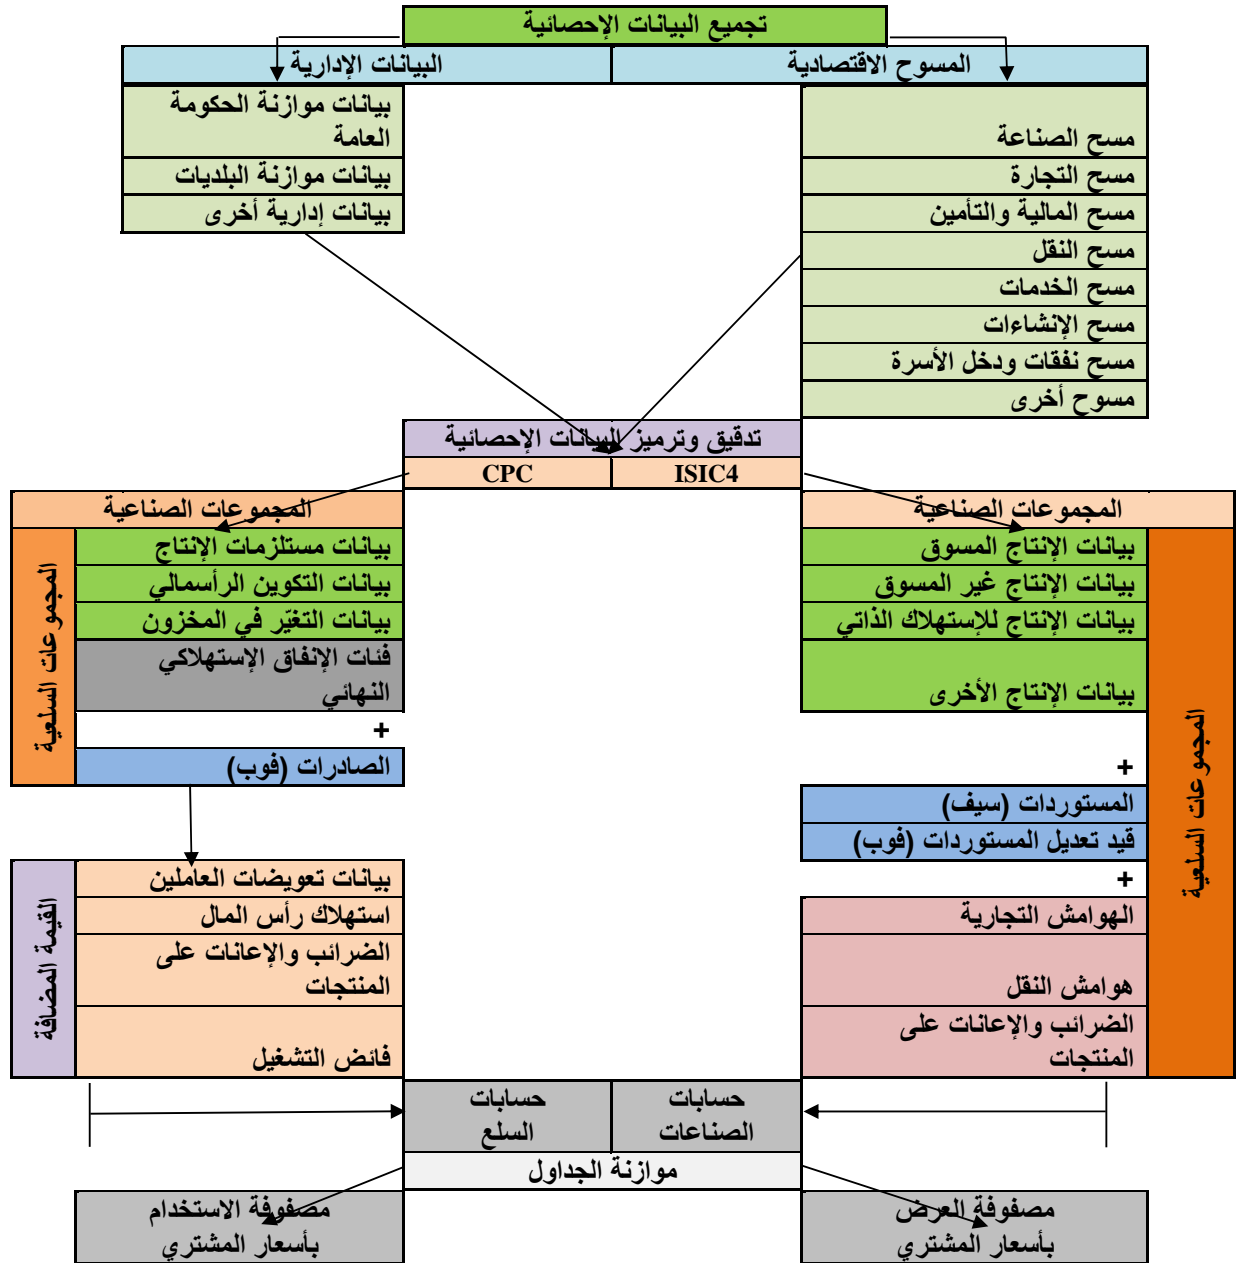 تجميع البيانات الإحصائية
المسوح الاقتصادية
البيانات الإدارية
مسح الصناعة
مسح التجارة
مسح المالية والتأمين
مسح النقل
مسح الخدمات
مسح الإنشاءات
مسح نفقات ودخل الأسرة
مسوح أخرى
بيانات موازنة الحكومة
العامة
بيانات موازنة البلديات
بيانات إدارية أخرى
تدقيق وترميز البيانات الإحصائية
ISIC4
CPC
المجموعات الصناعية
بيانات الإنتاج المسوق
بيانات الإنتاج غير المسوق
بيانات الإنتاج للإستهلاك الذاتي
بيانات الإنتاج الأخرى
+
المستوردات (سيف)
قيد تعديل المستوردات (فوب)
+
الهوامش التجارية
هوامش النقل
الضرائب والإعانات على
المنتجات
المجموعات السلعية
المجموعات الصناعية
بيانات مستلزمات الإنتاج
بيانات التكوين الرأسمالي
بيانات التغيّر في المخزون
فئات الإنفاق الإستهلاكي
النهائي
+
الصادرات (فوب)
المجموعات السلعية
بيانات تعويضات العاملين
استهلاك رأس المال
الضرائب والإعانات على
المنتجات
فائض التشغيل
القيمة المضافة
حسابات
الصناعات
حسابات
السلع
موازنة الجداول
مصفوفة العرض
بأسعار المشتري
مصفوفة الاستخدام
بأسعار المشتري